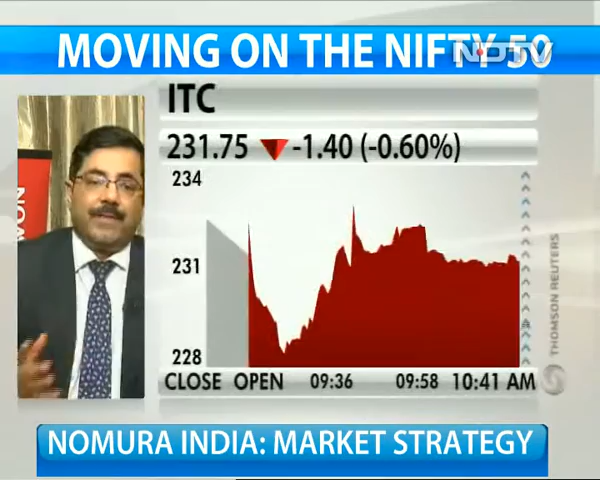 MOVING ON THE NIFTY 50
NDTV
ITC
231.75 -1.40 (-0.60%)
234
231
228
CLOSE OPEN 09:36 09:58 10:41 AM
THOMSON REUTERS
NOMURA INDIA: MARKET STRATEGY